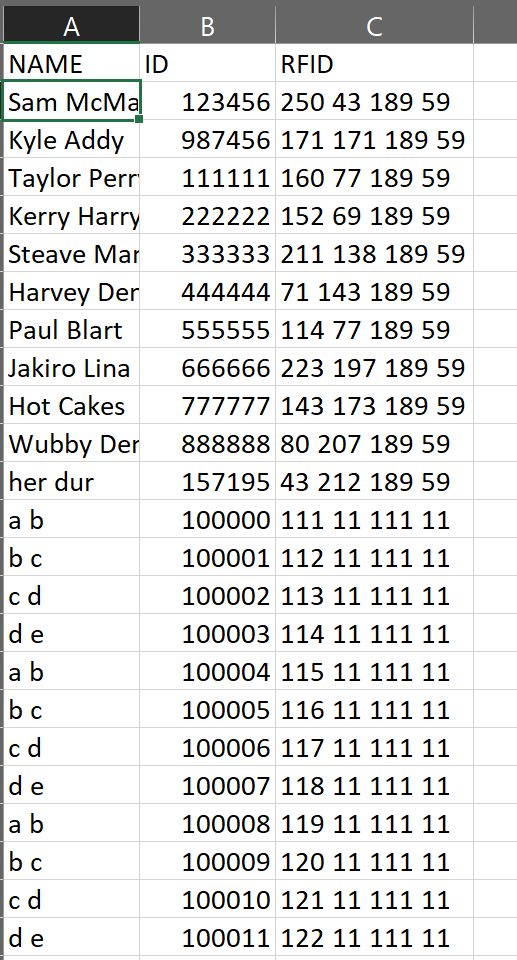 A B C
NAME ID RFID
Sam McMa 123456 250 43 189 59
Kyle Addy 987456 171 171 189 59
Taylor Perr 111111 160 77 189 59
Kerry Harry 222222 152 69 189 59
Steave Mar 333333 211 138 189 59
Harvey Der 444444 71 143 189 59
Paul Blart 555555 114 77 189 59
Jakiro Lina 666666 223 197 189 59
Hot Cakes 777777 143 173 189 59
Wubby Der 888888 80 207 189 59
her dur 157195 43 212 189 59
a b 100000 111 11 111 11
b c 100001 112 11 111 11
c d 100002 113 11 111 11
d e 100003 114 11 111 11
a b 100004 115 11 111 11
b c 100005 116 11 111 11
c d 100006 117 11 111 11
d e 100007 118 11 111 11
a b 100008 119 11 111 11
b c 100009 120 11 111 11
c d 100010 121 11 111 11
d e 100011 122 11 111 11